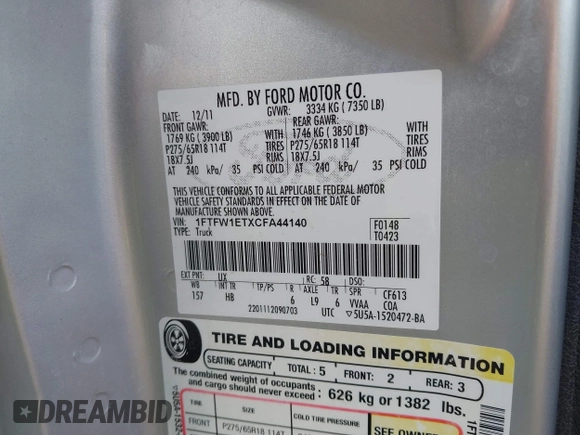 MFD. BY FORD MOTOR CO.
DATE: 12/11 GVWR: 3334 KG (7350 LB)
FRONT GAWR: REAR GAWR:
1769 KG (3900 LB) WITH 1746 KG (3850 LB) WITH
P275/65R18 114T TIRES P275/65R18 114T TIRES
18X7.5J RIMS 18X7.5J RIMS
AT 240 kPa/ 35 PSI COLD AT 240 kPa/ 35 PSI COLD
THIS VEHICLE CONFORMS TO ALL APPLICABLE FEDERAL MOTOR
VEHICLE SAFETY AND THEFT PREVENTION STANDARDS IN EFFECT
ON THE DATE OF MANUFACTURE SHOWN ABOVE.
VIN: 1FTFW1ETXCFA44140 F0148
TYPE: Truck T0423
EXT PNT: UX RC: 58 DSO:
WB INT TR TP/PS R AXLE TR SPR CF613
157 HB 6 L9 6 VVAA COA
2201112090703 UTC ▽5U5A-1520472-BA
TIRE AND LOADING INFORMATION
SEATING CAPACITY TOTAL: 5 FRONT: 2 REAR: 3
The combined weight of occupants
and cargo should never exceed: 626 kg or 1382 lbs.
TIRE SIZE COLD TIRE PRESSURE
SEE OWNER
FRONT P275/65R18 114T
DREAMBID